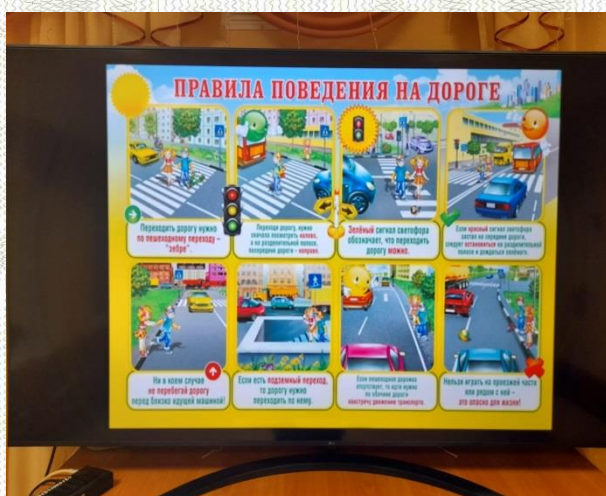 ПРАВИЛА ПОВЕДЕНИЯ НА ДОРОГЕ
Переходить дорогу нужно
по пешеходному переходу –
"зебре".
Переходя дорогу, нужно
сначала посмотреть налево,
а на разделительной полосе,
посередине дороги – направо.
Зелёный сигнал светофора
обозначает, что переходить
дорогу можно.
Если красный сигнал светофора
застал на середине дороги,
следует остановиться на разделительной
полосе и дождаться зелёного.
Ни в коем случае
не перебегай дорогу
перед близко идущей машиной!
Если есть подземный переход,
то дорогу нужно
переходить по нему.
Если пешеходная дорожка
отсутствует, то идти нужно
по обочине дороги
навстречу движению транспорта.
Нельзя играть на проезжей части
или рядом с ней –
это опасно для жизни!